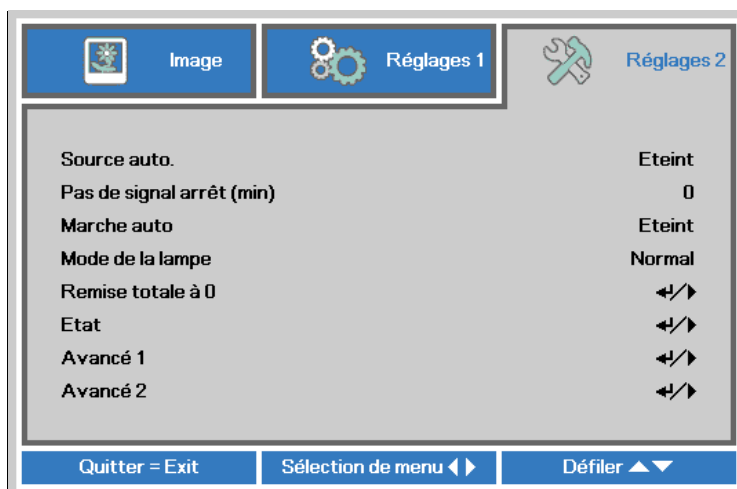 Image Réglages 1 Réglages 2
Source auto. Eteint
Pas de signal arrêt (min) 0
Marche auto Eteint
Mode de la lampe Normal
Remise totale à 0 ↵/▶
Etat ↵/▶
Avancé 1 ↵/▶
Avancé 2 ↵/▶
Quitter = Exit Sélection de menu ◀ ▶ Défiler ▲▼